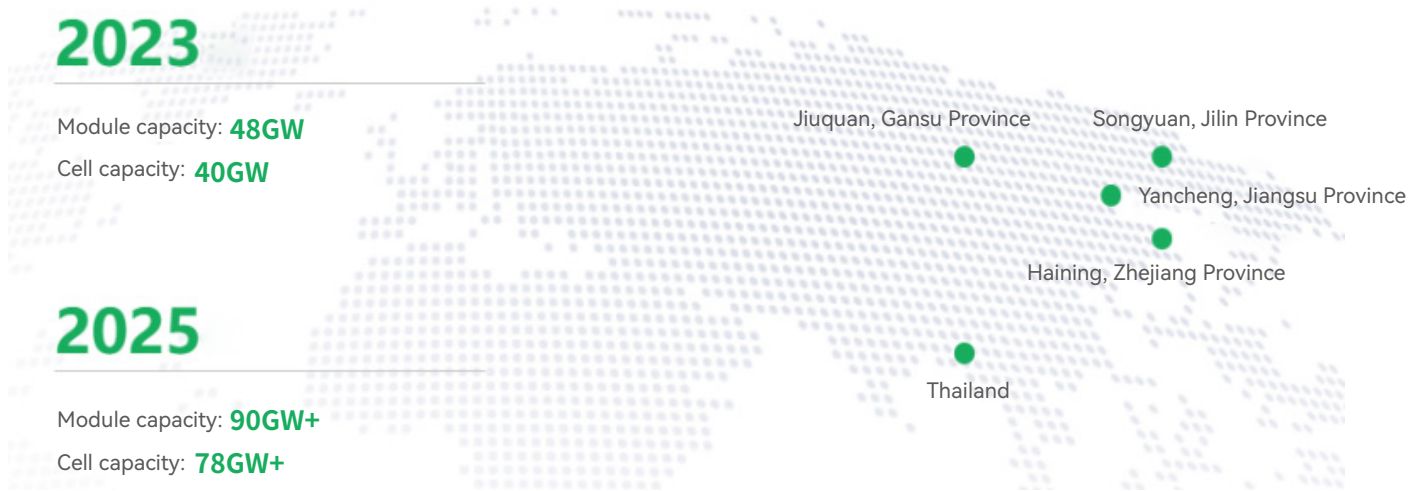 2023
Module capacity: 48GW
Cell capacity: 40GW
2025
Module capacity: 90GW+
Cell capacity: 78GW+
Jiuquan, Gansu Province
Songyuan, Jilin Province
Yancheng, Jiangsu Province
Haining, Zhejiang Province
Thailand